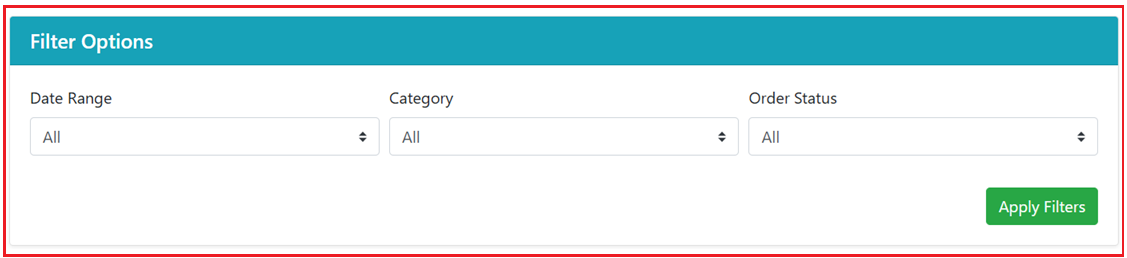 Filter Options
Date Range Category Order Status
All All All
Apply Filters